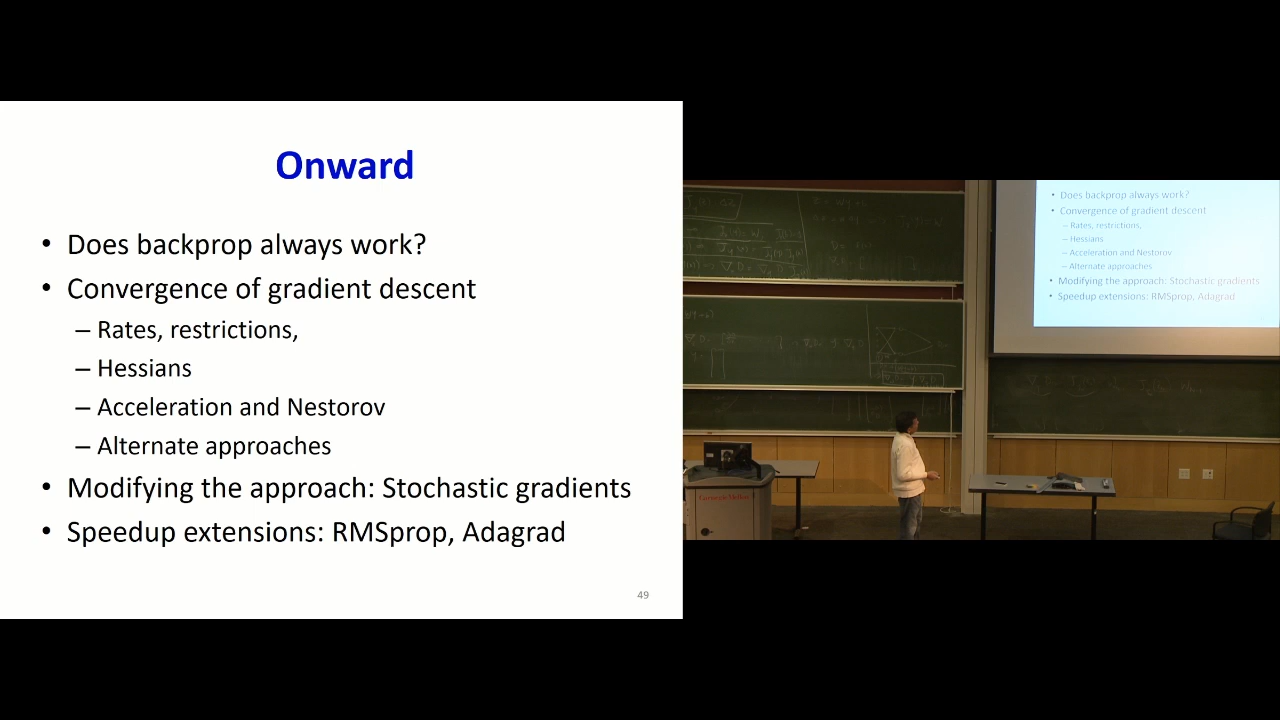 Onward
• Does backprop always work?
• Convergence of gradient descent
– Rates, restrictions,
– Hessians
– Acceleration and Nestorov
– Alternate approaches
• Modifying the approach: Stochastic gradients
• Speedup extensions: RMSprop, Adagrad
49
• Does backprop always work?
• Convergence of gradient descent
– Rates, restrictions,
– Hessians
– Acceleration and Nestorov
– Alternate approaches
• Modifying the approach: Stochastic gradients
• Speedup extensions: RMSprop, Adagrad
Carnegie Mellon